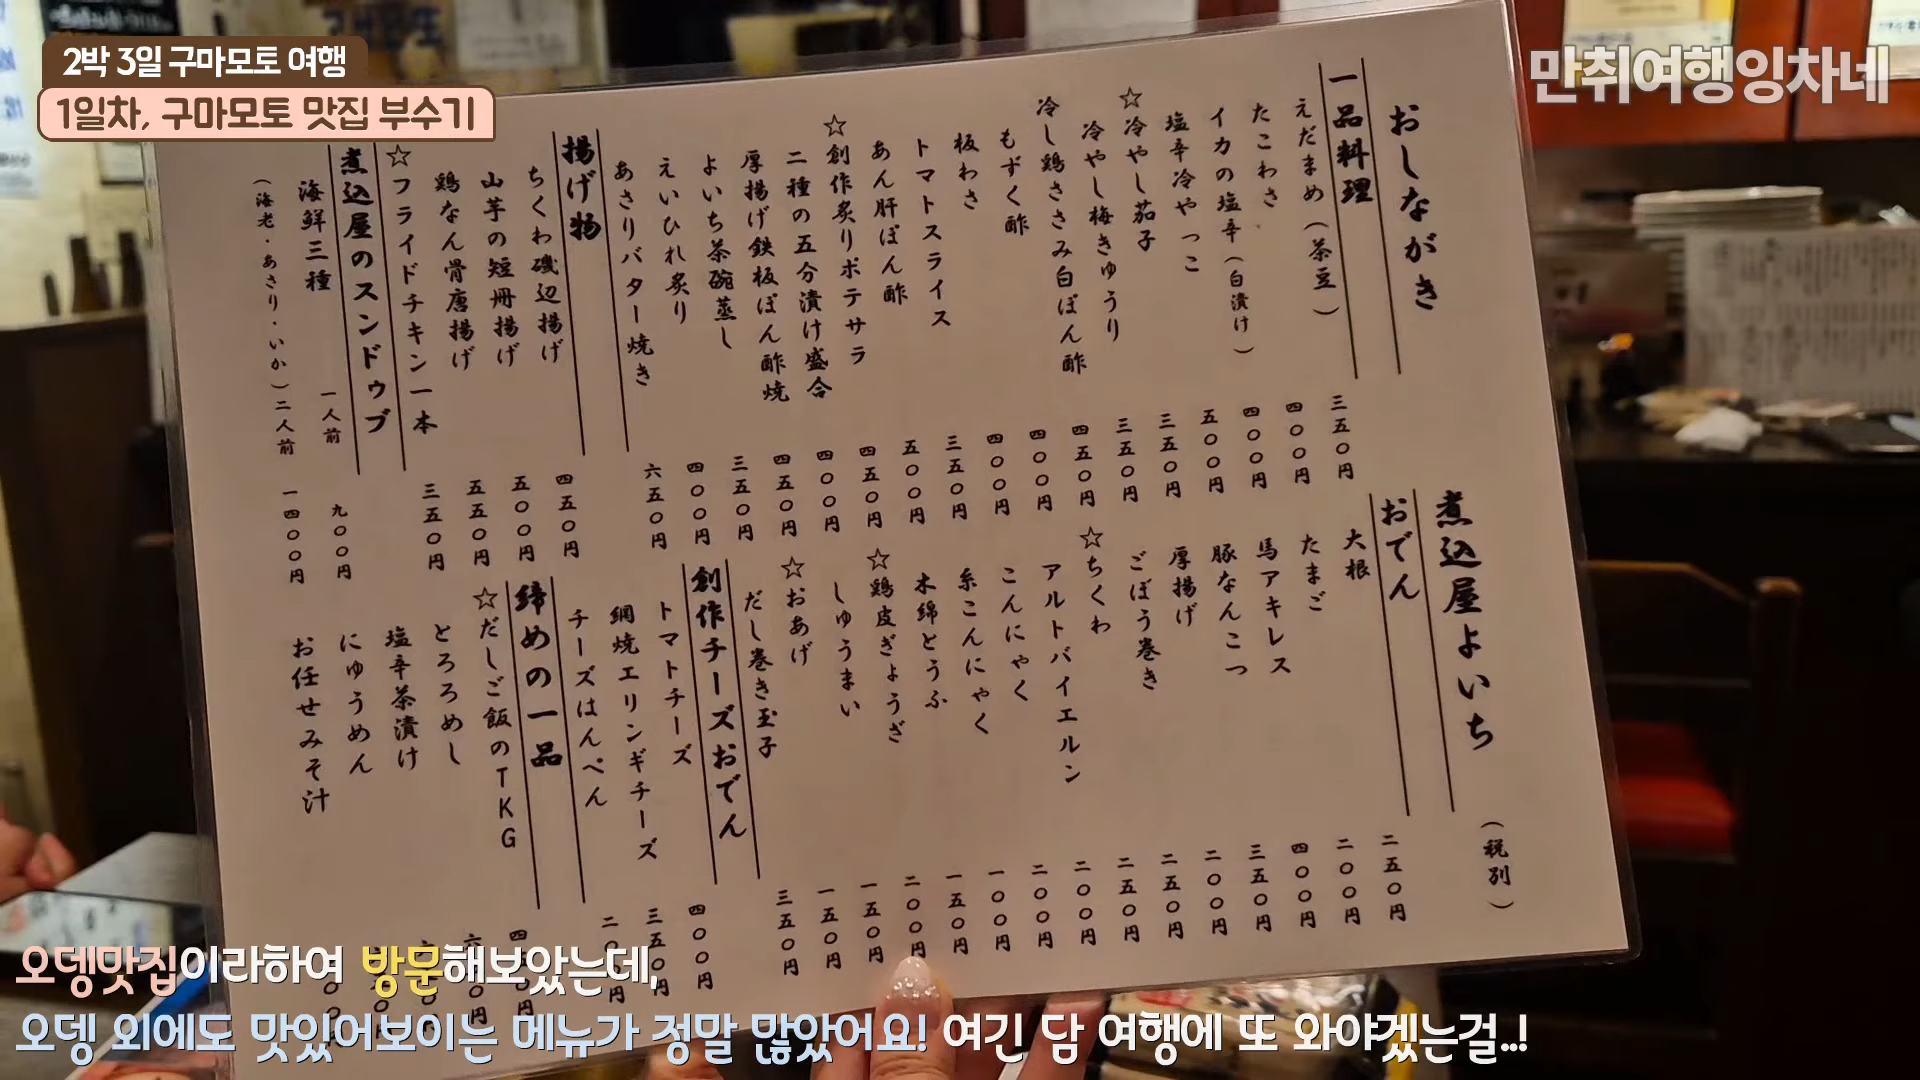 2박 3일 구마모토 여행
1일차, 구마모토 맛집 부수기
만취여행잉차네
おしながき
一品料理
えだまめ(茶豆) 三五〇円
たこわさ 四〇〇円
イカの塩辛(白漬け) 四〇〇円
塩辛冷やっこ 五〇〇円
☆冷やし茄子 三五〇円
冷やし梅きゅうり 三五〇円
冷し鶏ささみ白ぽん酢 四五〇円
もずく酢 四〇〇円
板わさ 四〇〇円
トマトスライス 三五〇円
あん肝ぽん酢 五〇〇円
☆創作炙りポテサラ 四五〇円
二種の五分漬け盛合 四〇〇円
厚揚げ鉄板ぽん酢焼 四五〇円
よいち茶碗蒸し 三五〇円
えいひれ炙り 四〇〇円
あさりバター焼き 六五〇円
揚げ物
ちくわ磯辺揚げ 四五〇円
山芋の短冊揚げ 五〇〇円
鶏なん骨唐揚げ 五五〇円
☆フライドチキン一本 三五〇円
煮込屋のスンドゥブ
海鮮三種 一人前 九〇〇円
(海老・あさり・いか)二人前 一四〇〇円
煮込屋よいち (税別)
おでん
大根 二五〇円
たまご 二〇〇円
馬アキレス 四〇〇円
豚なんこつ 三五〇円
厚揚げ 二〇〇円
ごぼう巻き 二五〇円
☆ちくわ 二五〇円
アルトバイエルン 二〇〇円
こんにゃく 二〇〇円
糸こんにゃく 一〇〇円
木綿とうふ 一五〇円
☆鶏皮ぎょうざ 二〇〇円
しゅうまい 一五〇円
☆おあげ 一五〇円
だし巻き玉子 三五〇円
創作チーズおでん
トマトチーズ 四〇〇円
網焼エリンギチーズ 三五〇円
チーズはんぺん
締めの一品
☆だしご飯のTKG
とろろめし
塩辛茶漬け
にゅうめん
お任せみそ汁
오뎅맛집이라하여 방문해보았는데,
오뎅 외에도 맛있어보이는 메뉴가 정말 많았어요! 여긴 담 여행에 또 와야겠는걸..!